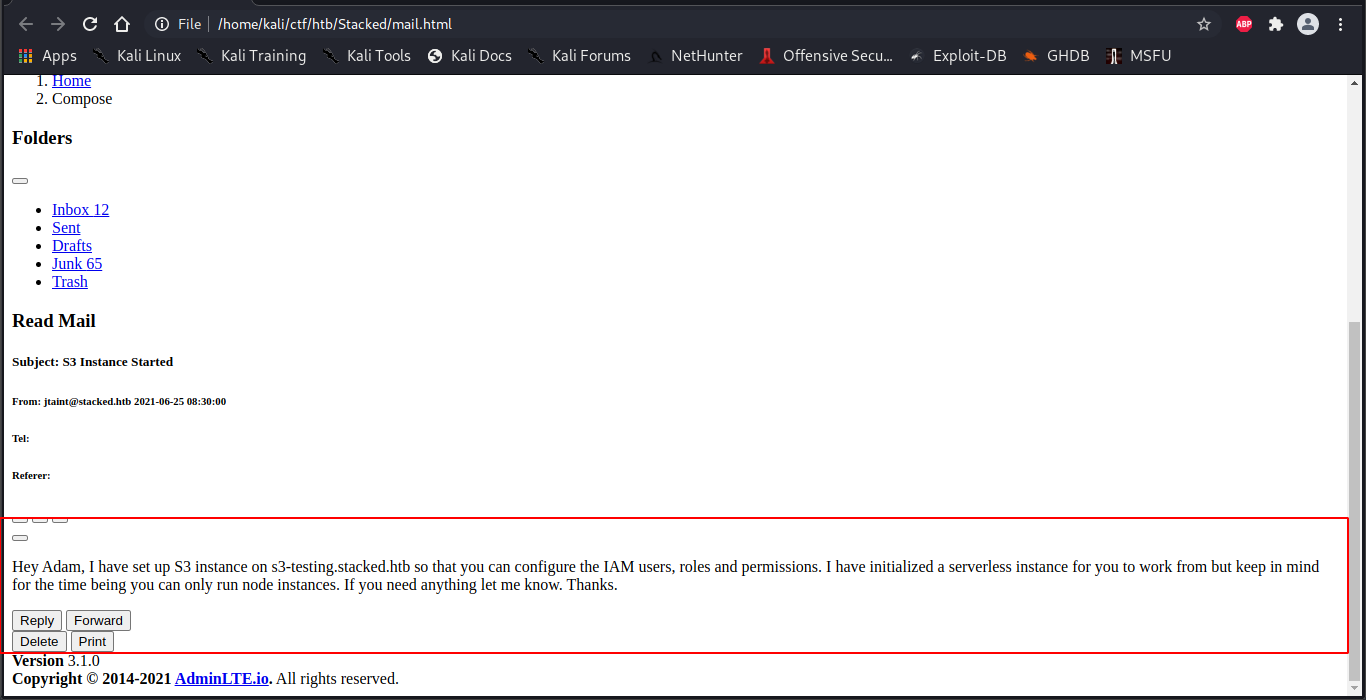 File | /home/kali/ctf/htb/Stacked/mail.html ABP
Apps Kali Linux Kali Training Kali Tools Kali Docs Kali Forums NetHunter Offensive Secu... Exploit-DB GHDB MSFU
1. Home
2. Compose
Folders
• Inbox 12
• Sent
• Drafts
• Junk 65
• Trash
Read Mail
Subject: S3 Instance Started
From: jtaint@stacked.htb 2021-06-25 08:30:00
Tel:
Referer:
Hey Adam, I have set up S3 instance on s3-testing.stacked.htb so that you can configure the IAM users, roles and permissions. I have initialized a serverless instance for you to work from but keep in mind
for the time being you can only run node instances. If you need anything let me know. Thanks.
Reply Forward
Delete Print
Version 3.1.0
Copyright © 2014-2021 AdminLTE.io. All rights reserved.